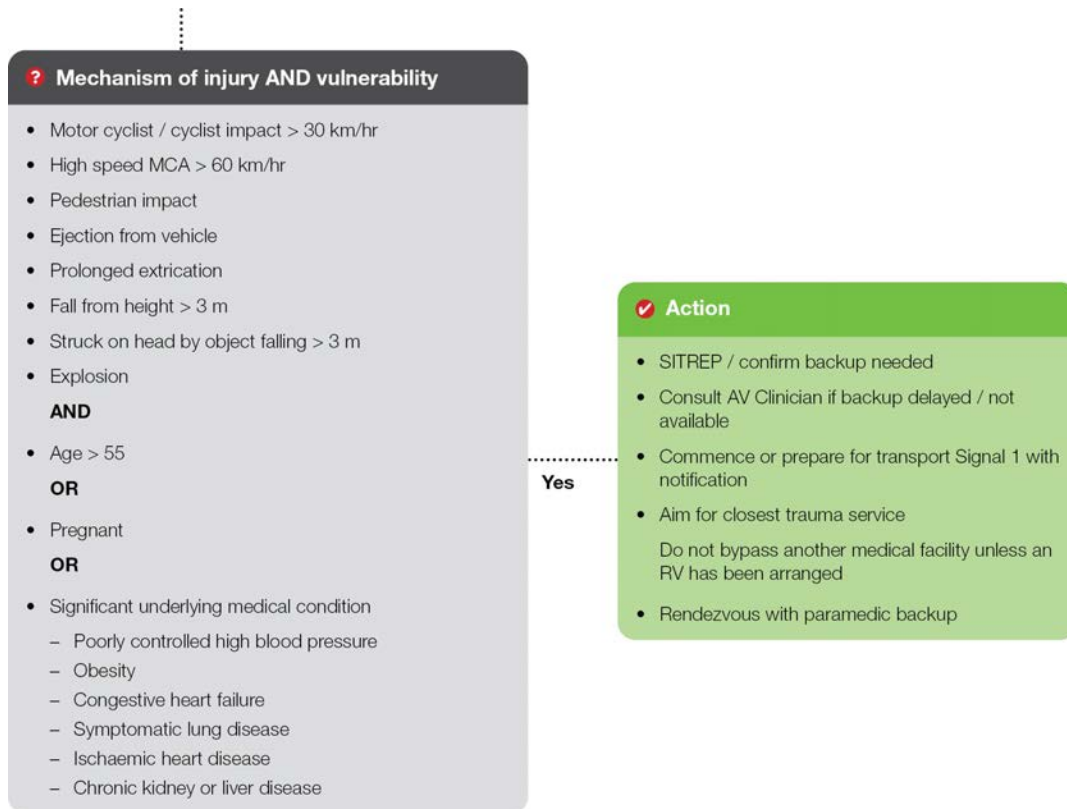 Mechanism of injury AND vulnerability
• Motor cyclist / cyclist impact > 30 km/hr
• High speed MCA > 60 km/hr
• Pedestrian impact
• Ejection from vehicle
• Prolonged extrication
• Fall from height > 3 m
• Struck on head by object falling > 3 m
• Explosion
AND
• Age > 55
OR
• Pregnant
OR
• Significant underlying medical condition
– Poorly controlled high blood pressure
– Obesity
– Congestive heart failure
– Symptomatic lung disease
– Ischaemic heart disease
– Chronic kidney or liver disease
Yes
Action
• SITREP / confirm backup needed
• Consult AV Clinician if backup delayed / not
available
• Commence or prepare for transport Signal 1 with
notification
• Aim for closest trauma service
Do not bypass another medical facility unless an
RV has been arranged
• Rendezvous with paramedic backup